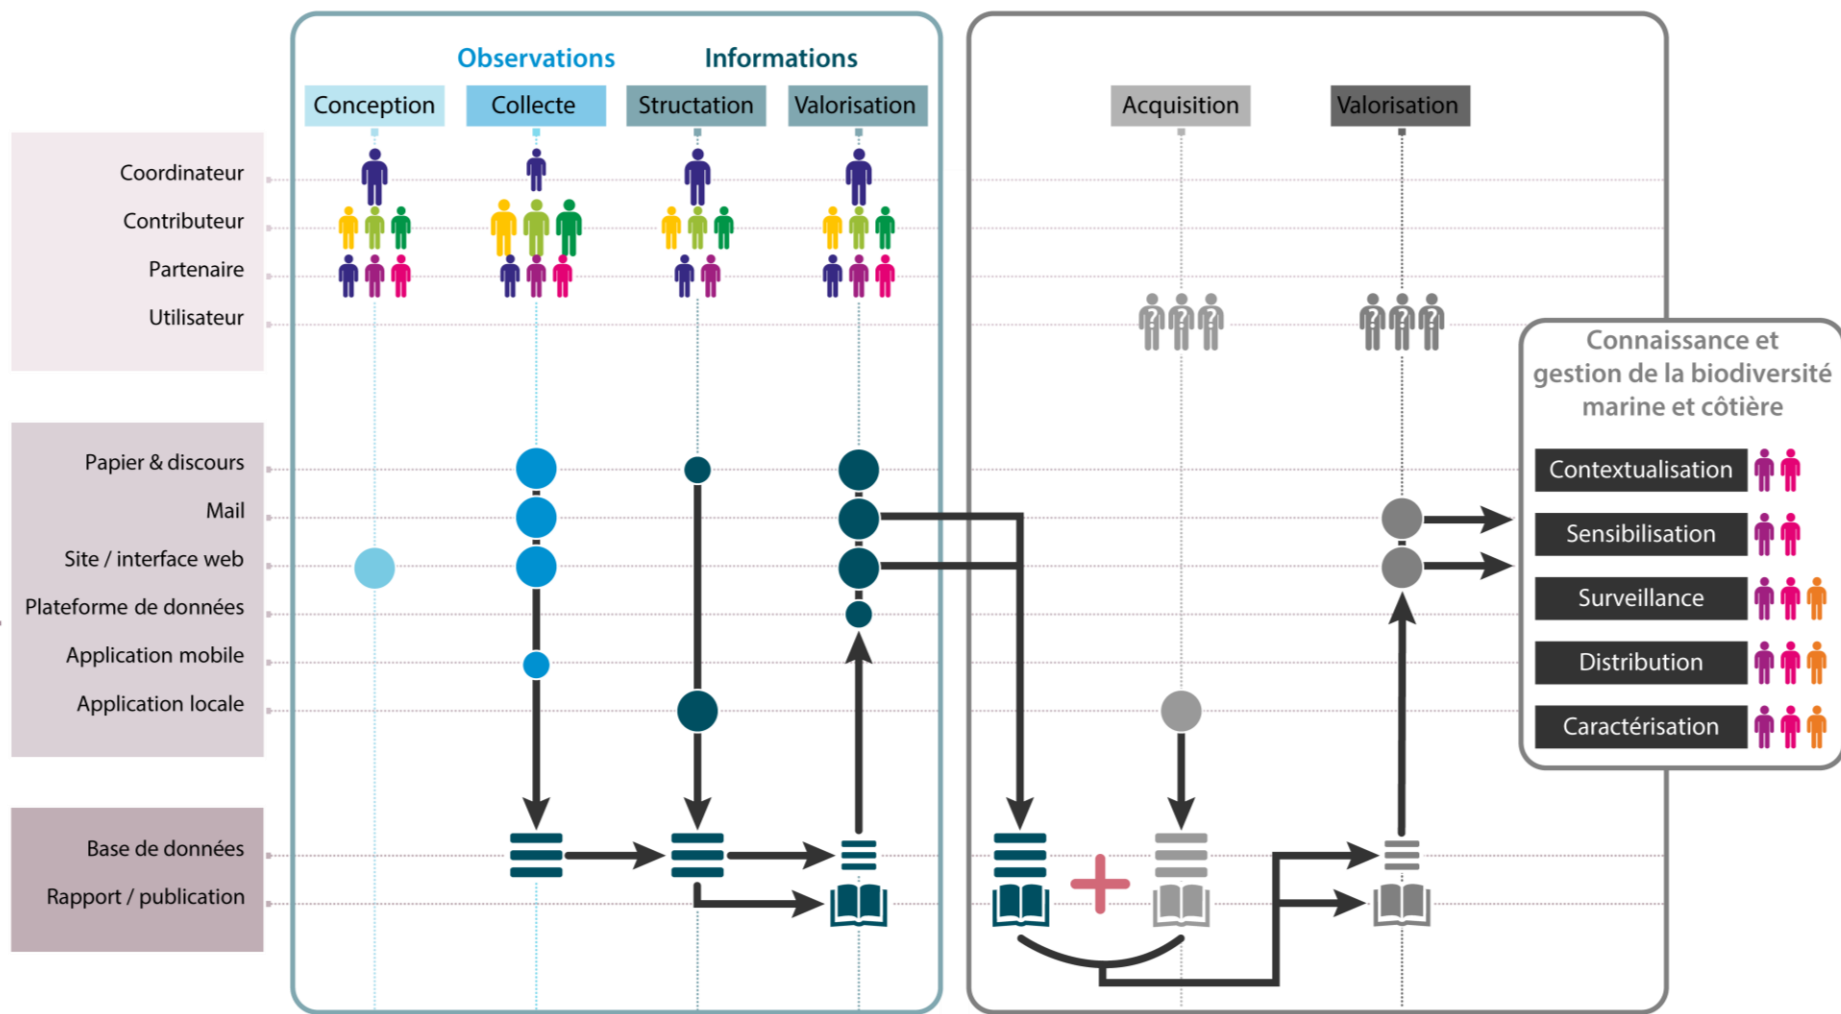 Observations
Informations
Conception
Collecte
Structation
Valorisation
Acquisition
Valorisation
Coordinateur
Contributeur
Partenaire
Utilisateur
? ? ?
? ? ?
Connaissance et
gestion de la biodiversité
marine et côtière
Papier & discours
Mail
Site / interface web
Plateforme de données
Application mobile
Application locale
Contextualisation
Sensibilisation
Surveillance
Distribution
Caractérisation
Base de données
Rapport / publication